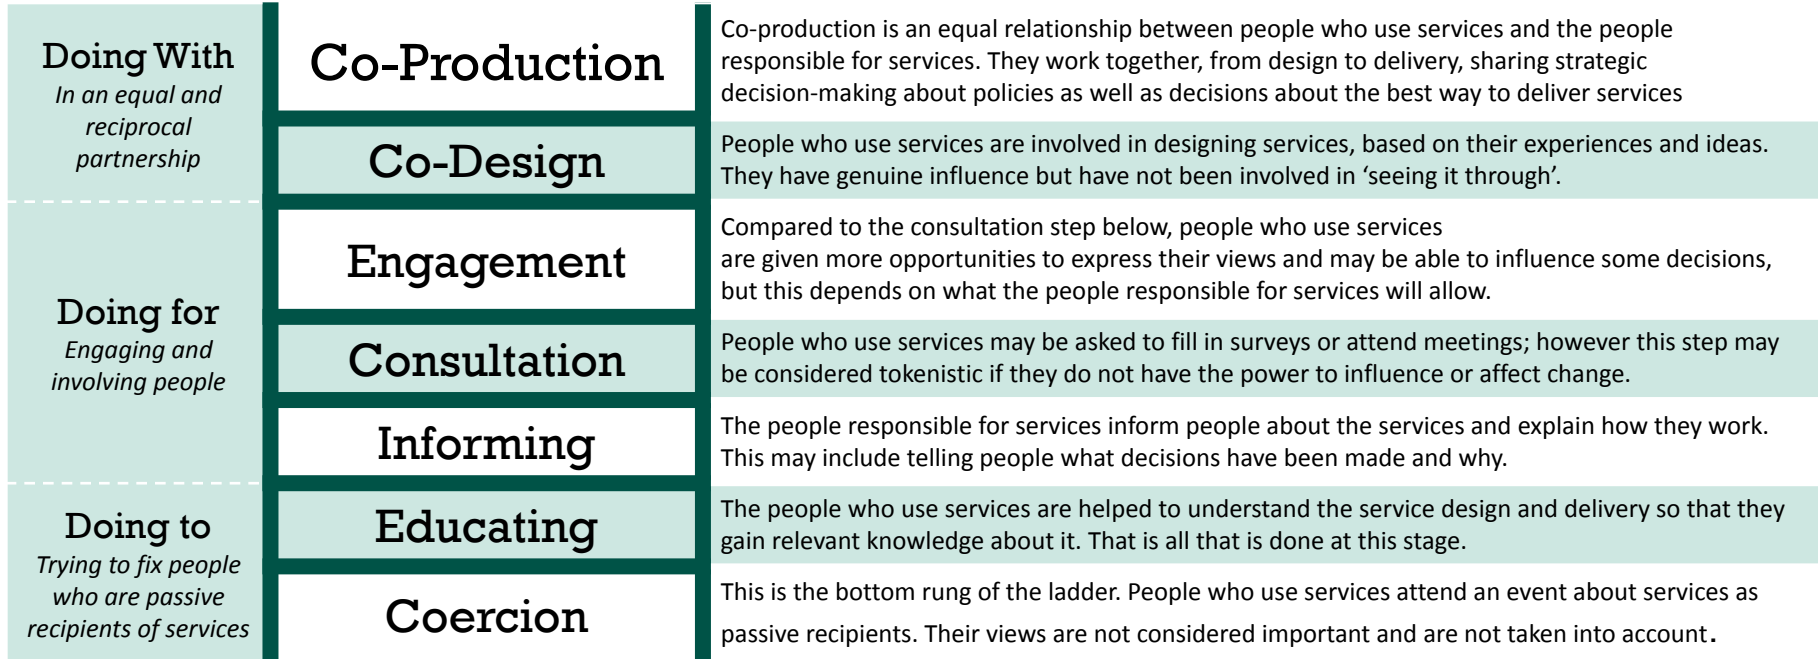 Doing With
In an equal and
reciprocal
partnership
Co-Production
Co-production is an equal relationship between people who use services and the people
responsible for services. They work together, from design to delivery, sharing strategic
decision-making about policies as well as decisions about the best way to deliver services
Co-Design
People who use services are involved in designing services, based on their experiences and ideas.
They have genuine influence but have not been involved in ‘seeing it through’.
Doing for
Engaging and
involving people
Engagement
Compared to the consultation step below, people who use services
are given more opportunities to express their views and may be able to influence some decisions,
but this depends on what the people responsible for services will allow.
Consultation
People who use services may be asked to fill in surveys or attend meetings; however this step may
be considered tokenistic if they do not have the power to influence or affect change.
Informing
The people responsible for services inform people about the services and explain how they work.
This may include telling people what decisions have been made and why.
Doing to
Trying to fix people
who are passive
recipients of services
Educating
The people who use services are helped to understand the service design and delivery so that they
gain relevant knowledge about it. That is all that is done at this stage.
Coercion
This is the bottom rung of the ladder. People who use services attend an event about services as
passive recipients. Their views are not considered important and are not taken into account.